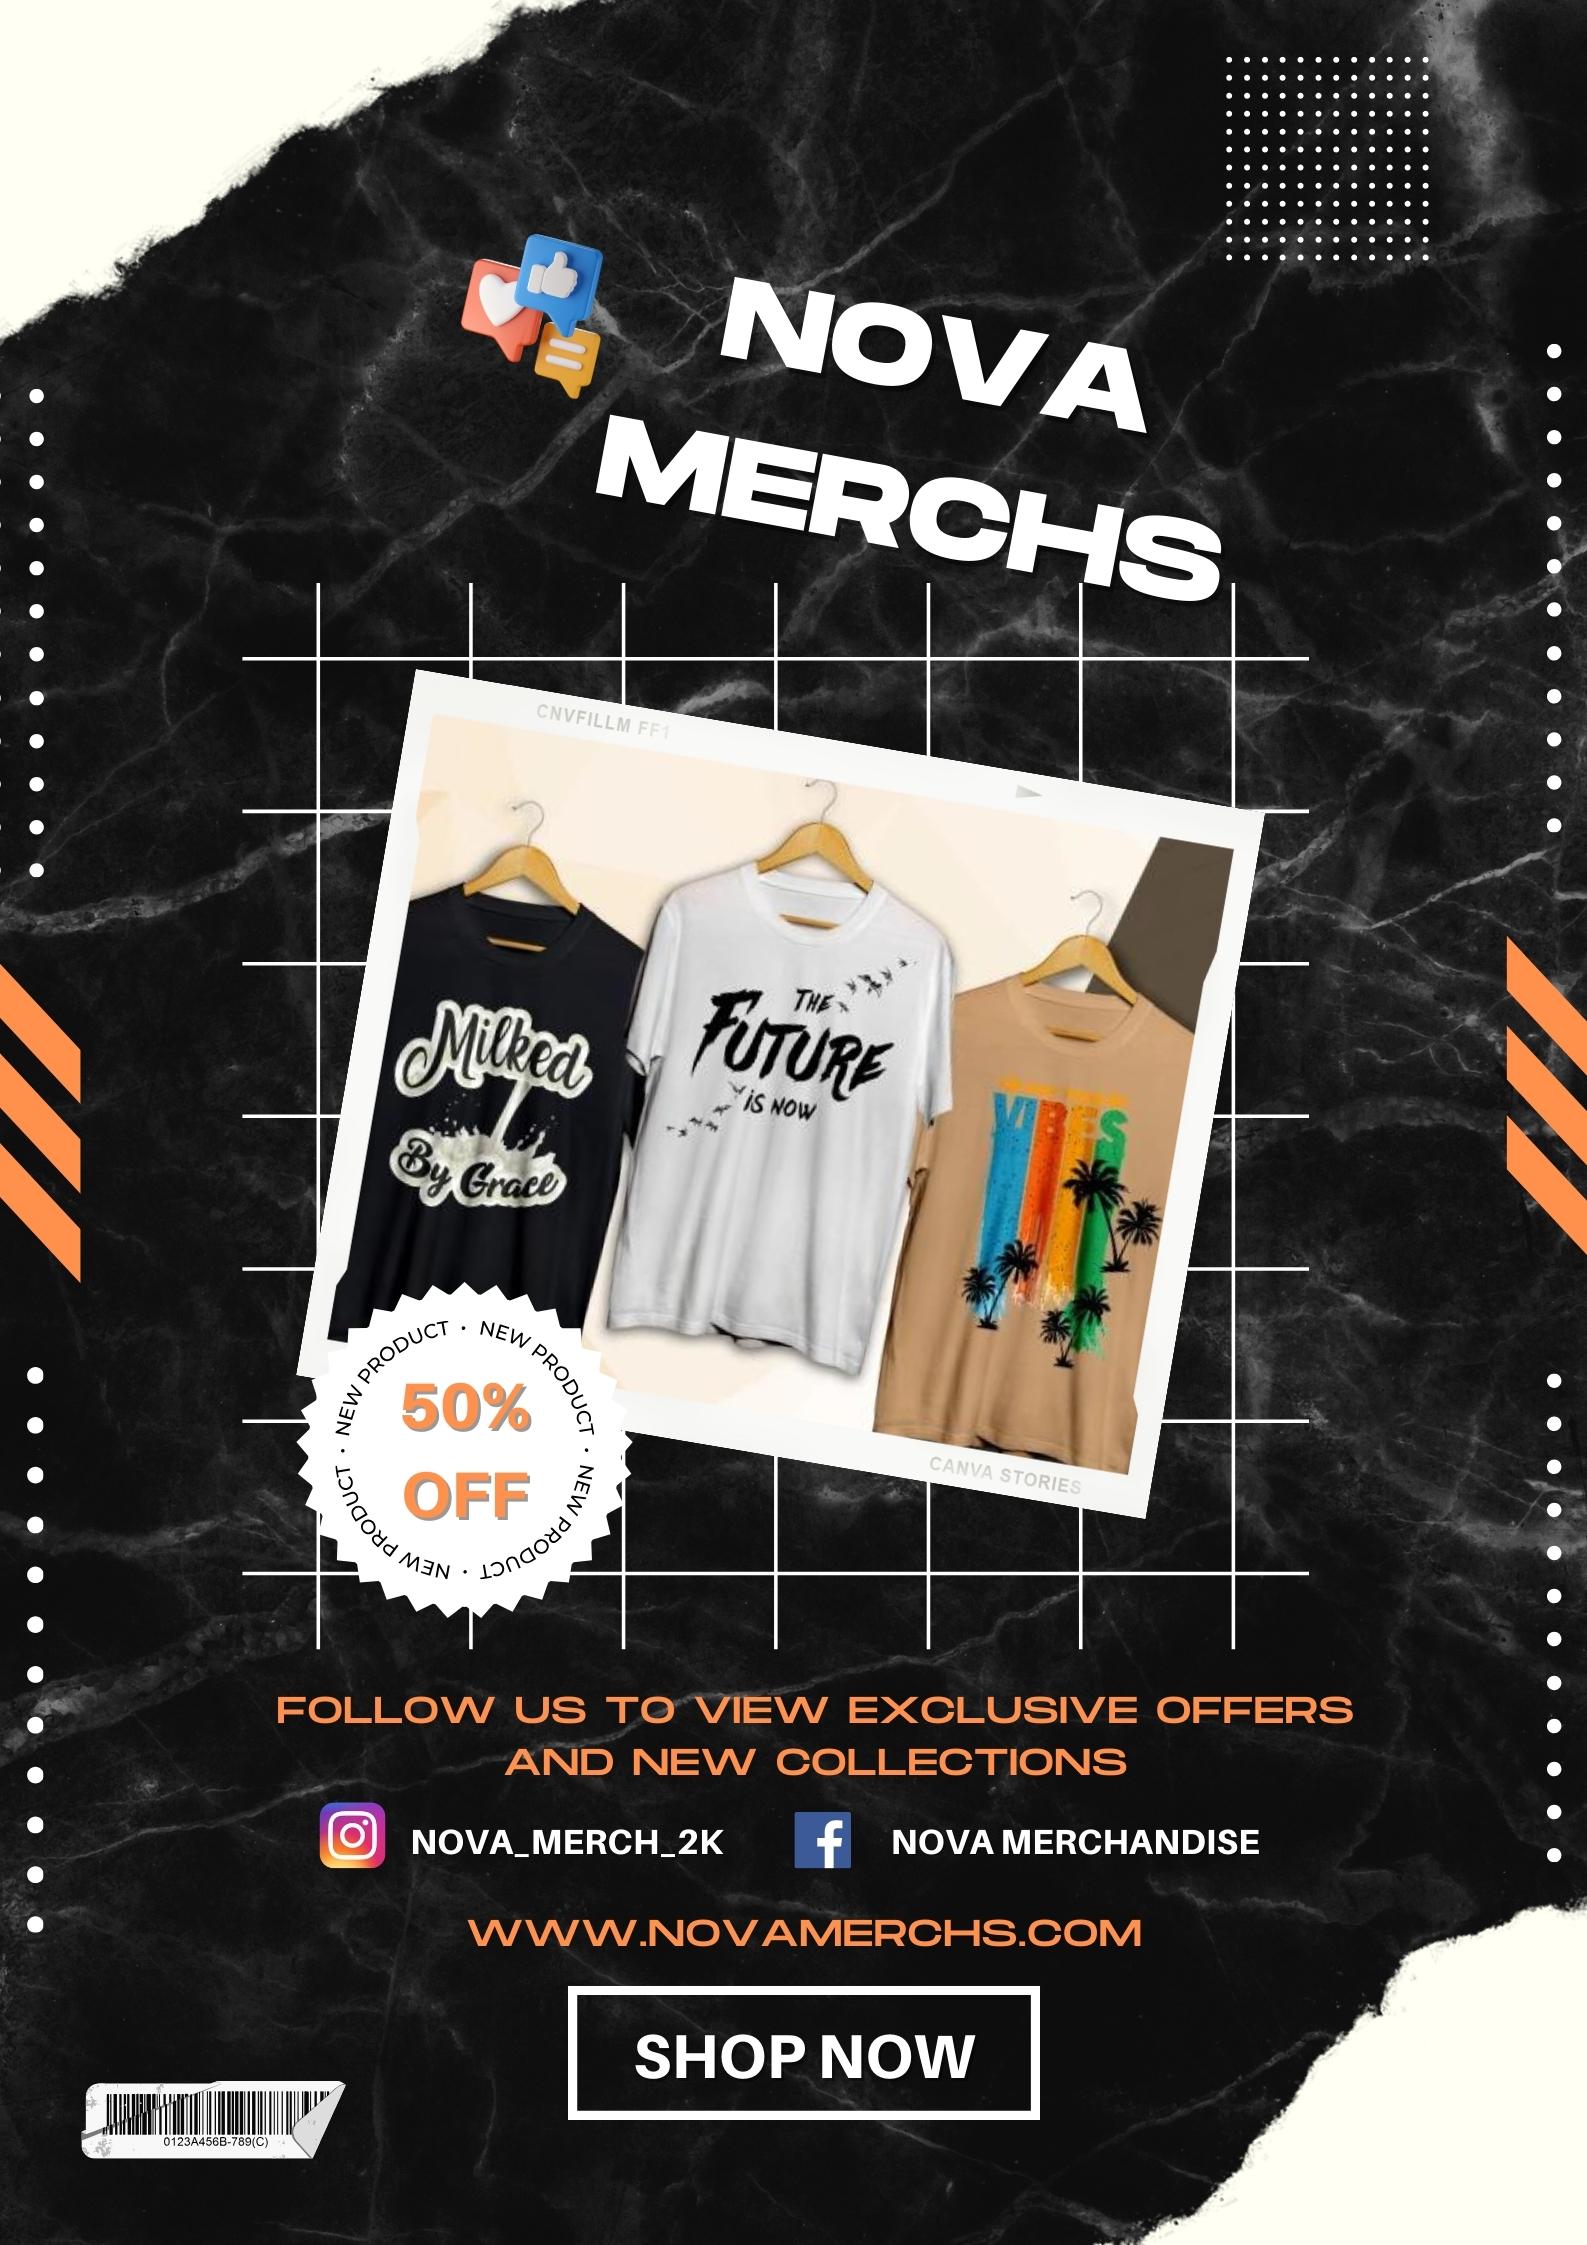 NOVA
MERCHS
CNVFILLM FF1
Milked
By Grace
THE
FUTURE
is NOW
VIBES
NEW PRODUCT • NEW PRODUCT • NEW PRODUCT • NEW PRODUCT •
50%
OFF
CANVA STORIES
FOLLOW US TO VIEW EXCLUSIVE OFFERS
AND NEW COLLECTIONS
NOVA_MERCH_2K
NOVA MERCHANDISE
WWW.NOVAMERCHS.COM
SHOP NOW
0123A456B-789(C)